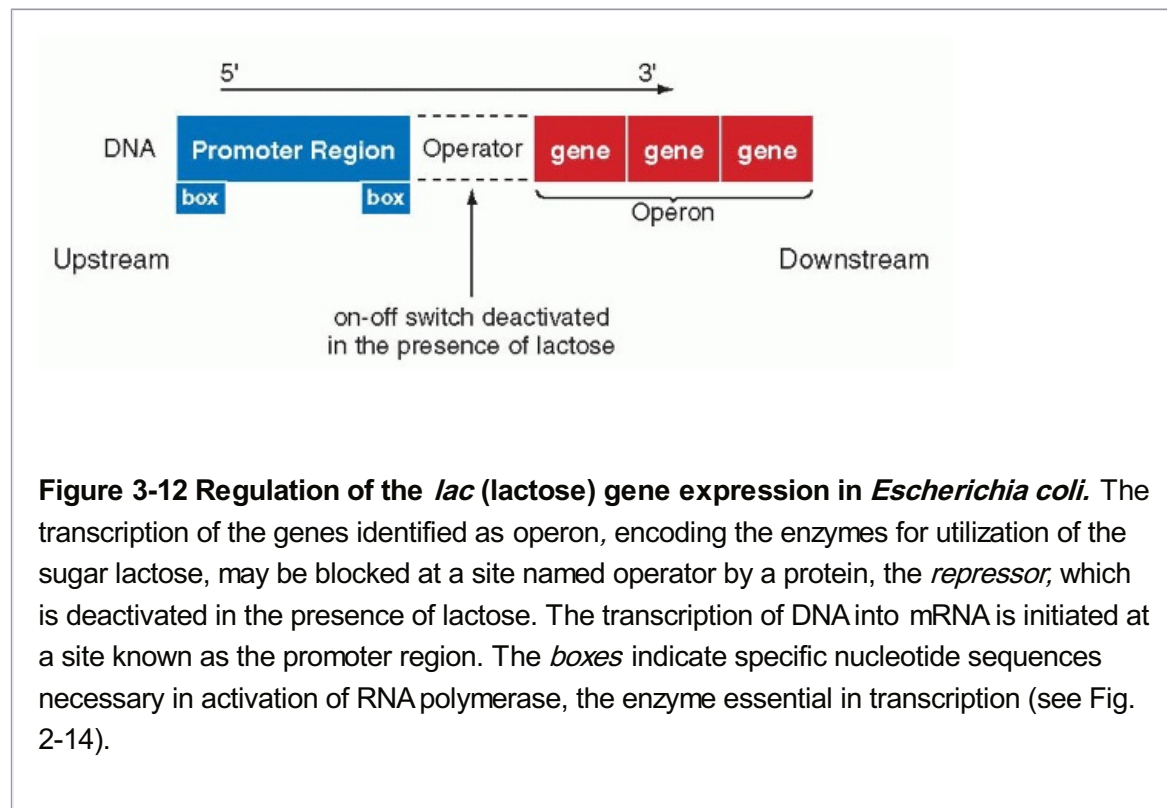 5' 3'
DNA Promoter Region Operator gene gene gene
box box
Operon
Upstream Downstream
on-off switch deactivated
in the presence of lactose
Figure 3-12 Regulation of the lac (lactose) gene expression in Escherichia coli. The
transcription of the genes identified as operon, encoding the enzymes for utilization of the
sugar lactose, may be blocked at a site named operator by a protein, the repressor, which
is deactivated in the presence of lactose. The transcription of DNA into mRNA is initiated at
a site known as the promoter region. The boxes indicate specific nucleotide sequences
necessary in activation of RNA polymerase, the enzyme essential in transcription (see Fig.
2-14).